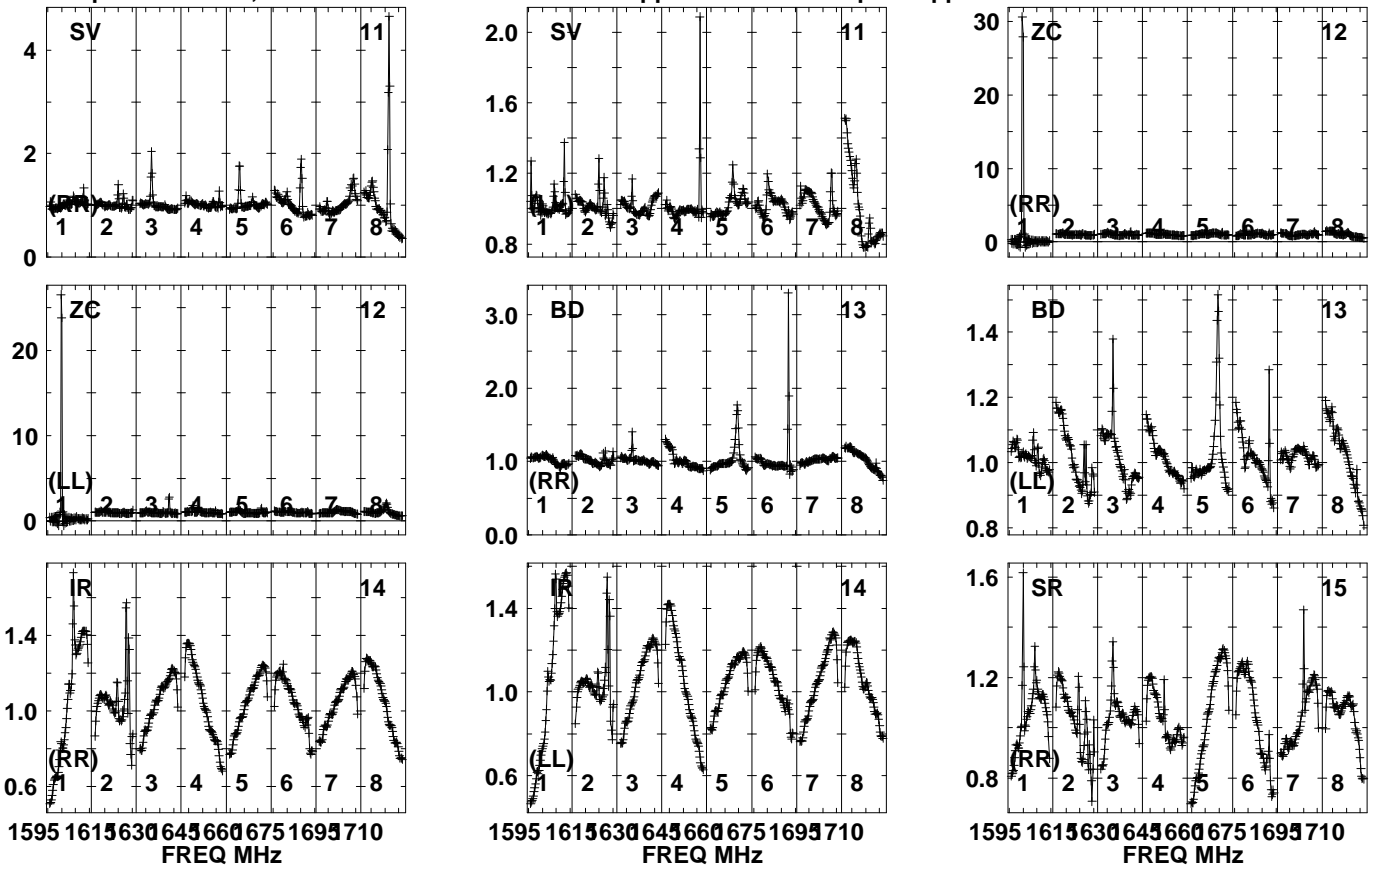 SV 11 SV 11 ZC 12
4 2.0 30
1.6 20
2 1.2 10
(RR) (RR)
0 0.8 0
1 2 3 4 5 6 7 8 1 2 3 4 5 6 7 8 1 2 3 4 5 6 7 8
ZC 12 BD 13 BD 13
20 3.0 1.4
2.0 1.2
10 1.0 1.0
(LL) (RR) (LL)
0 0.0 0.8
1 2 3 4 5 6 7 8 1 2 3 4 5 6 7 8 1 2 3 4 5 6 7 8
IR 14 IR 14 SR 15
1.4 1.4 1.6
1.0 1.0 1.2
(RR) (LL) (RR)
0.6 0.6 0.8
1 2 3 4 5 6 7 8 1 2 3 4 5 6 7 8 1 2 3 4 5 6 7 8
1595 1615 1630 1645 1660 1675 1695 1710 1595 1615 1630 1645 1660 1675 1695 1710 1595 1615 1630 1645 1660 1675 1695 1710
FREQ MHz FREQ MHz FREQ MHz